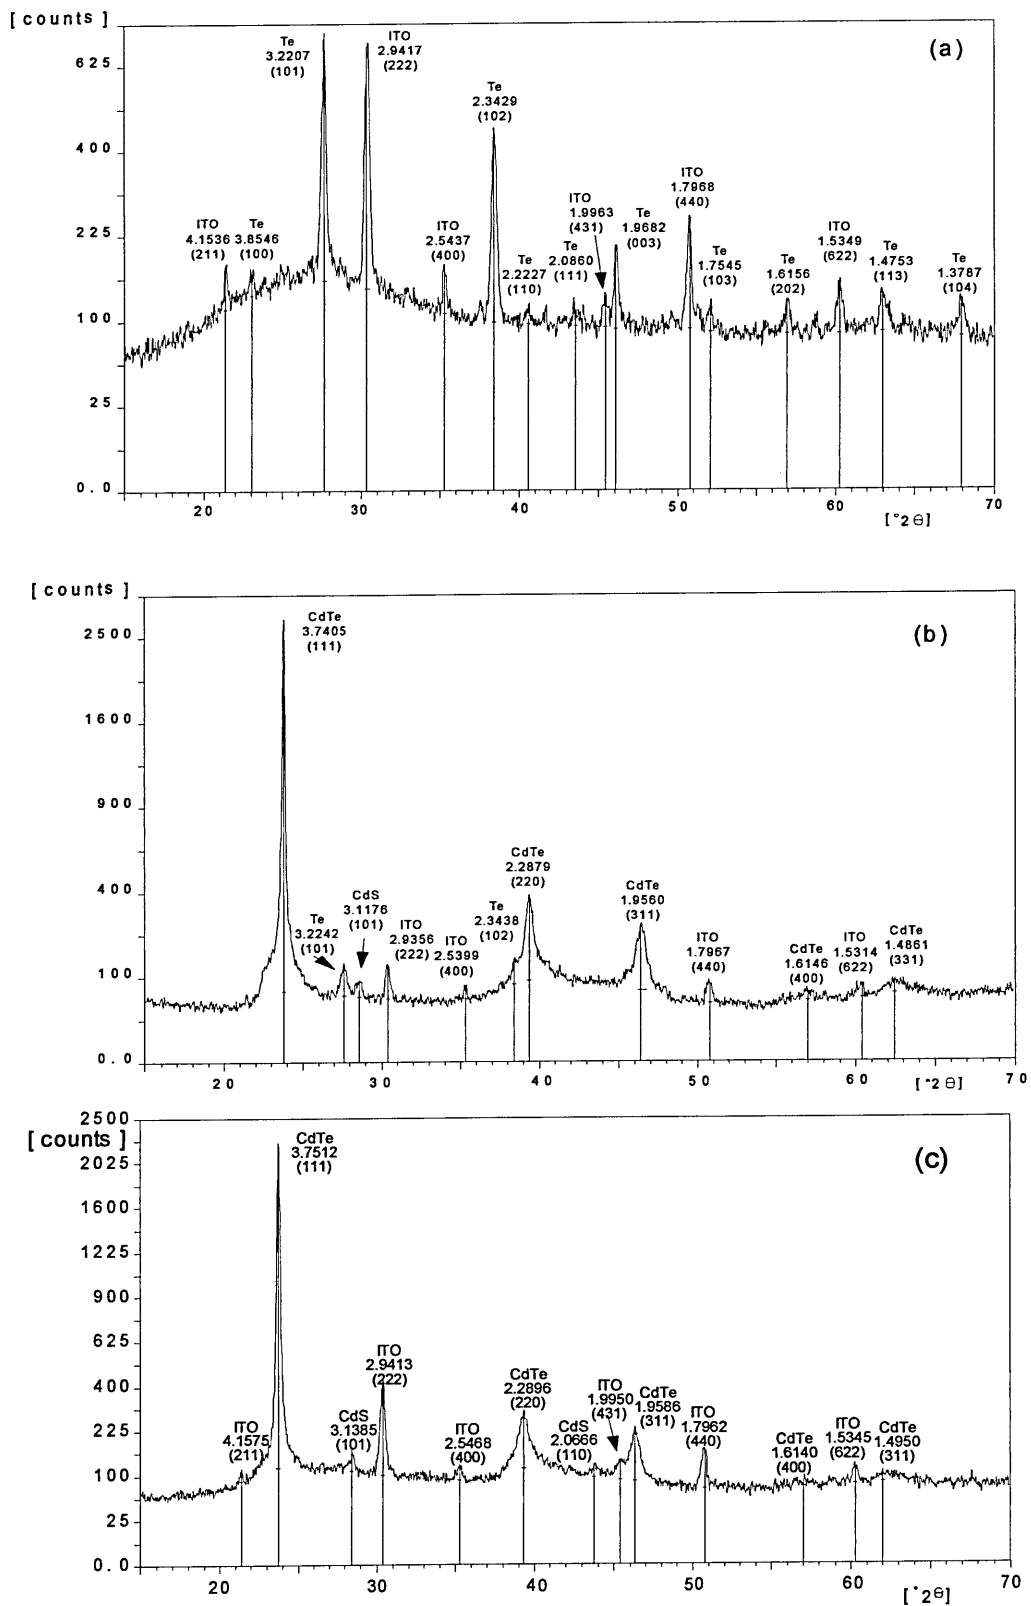 [counts]
(a)
625
400
225
100
25
0.0
ITO
4.1536
(211)
Te
3.8546
(100)
Te
3.2207
(101)
ITO
2.9417
(222)
ITO
2.5437
(400)
Te
2.3429
(102)
Te
2.2227
(110)
Te
2.0860
(111)
ITO
1.9963
(431)
Te
1.9682
(003)
ITO
1.7968
(440)
Te
1.7545
(103)
Te
1.6156
(202)
ITO
1.5349
(622)
Te
1.4753
(113)
Te
1.3787
(104)
20 30 40 50 60 70
[°2Θ]
[counts]
(b)
2500
1600
900
400
100
0.0
CdTe
3.7405
(111)
Te
3.2242
(101)
CdS
3.1176
(101)
ITO
2.9356
(222)
ITO
2.5399
(400)
Te
2.3438
(102)
CdTe
2.2879
(220)
CdTe
1.9560
(311)
ITO
1.7967
(440)
CdTe
1.6146
(400)
ITO
1.5314
(622)
CdTe
1.4861
(331)
20 30 40 50 60 [°2Θ] 70
2500
[counts]
(c)
2025
1600
1225
900
625
400
225
100
25
0.0
ITO
4.1575
(211)
CdTe
3.7512
(111)
CdS
3.1385
(101)
ITO
2.9413
(222)
ITO
2.5468
(400)
CdTe
2.2896
(220)
CdS
2.0666
(110)
ITO
1.9950
(431)
CdTe
1.9586
(311)
ITO
1.7962
(440)
CdTe
1.6140
(400)
ITO
1.5345
(622)
CdTe
1.4950
(311)
20 30 40 50 60 70
[°2Θ]